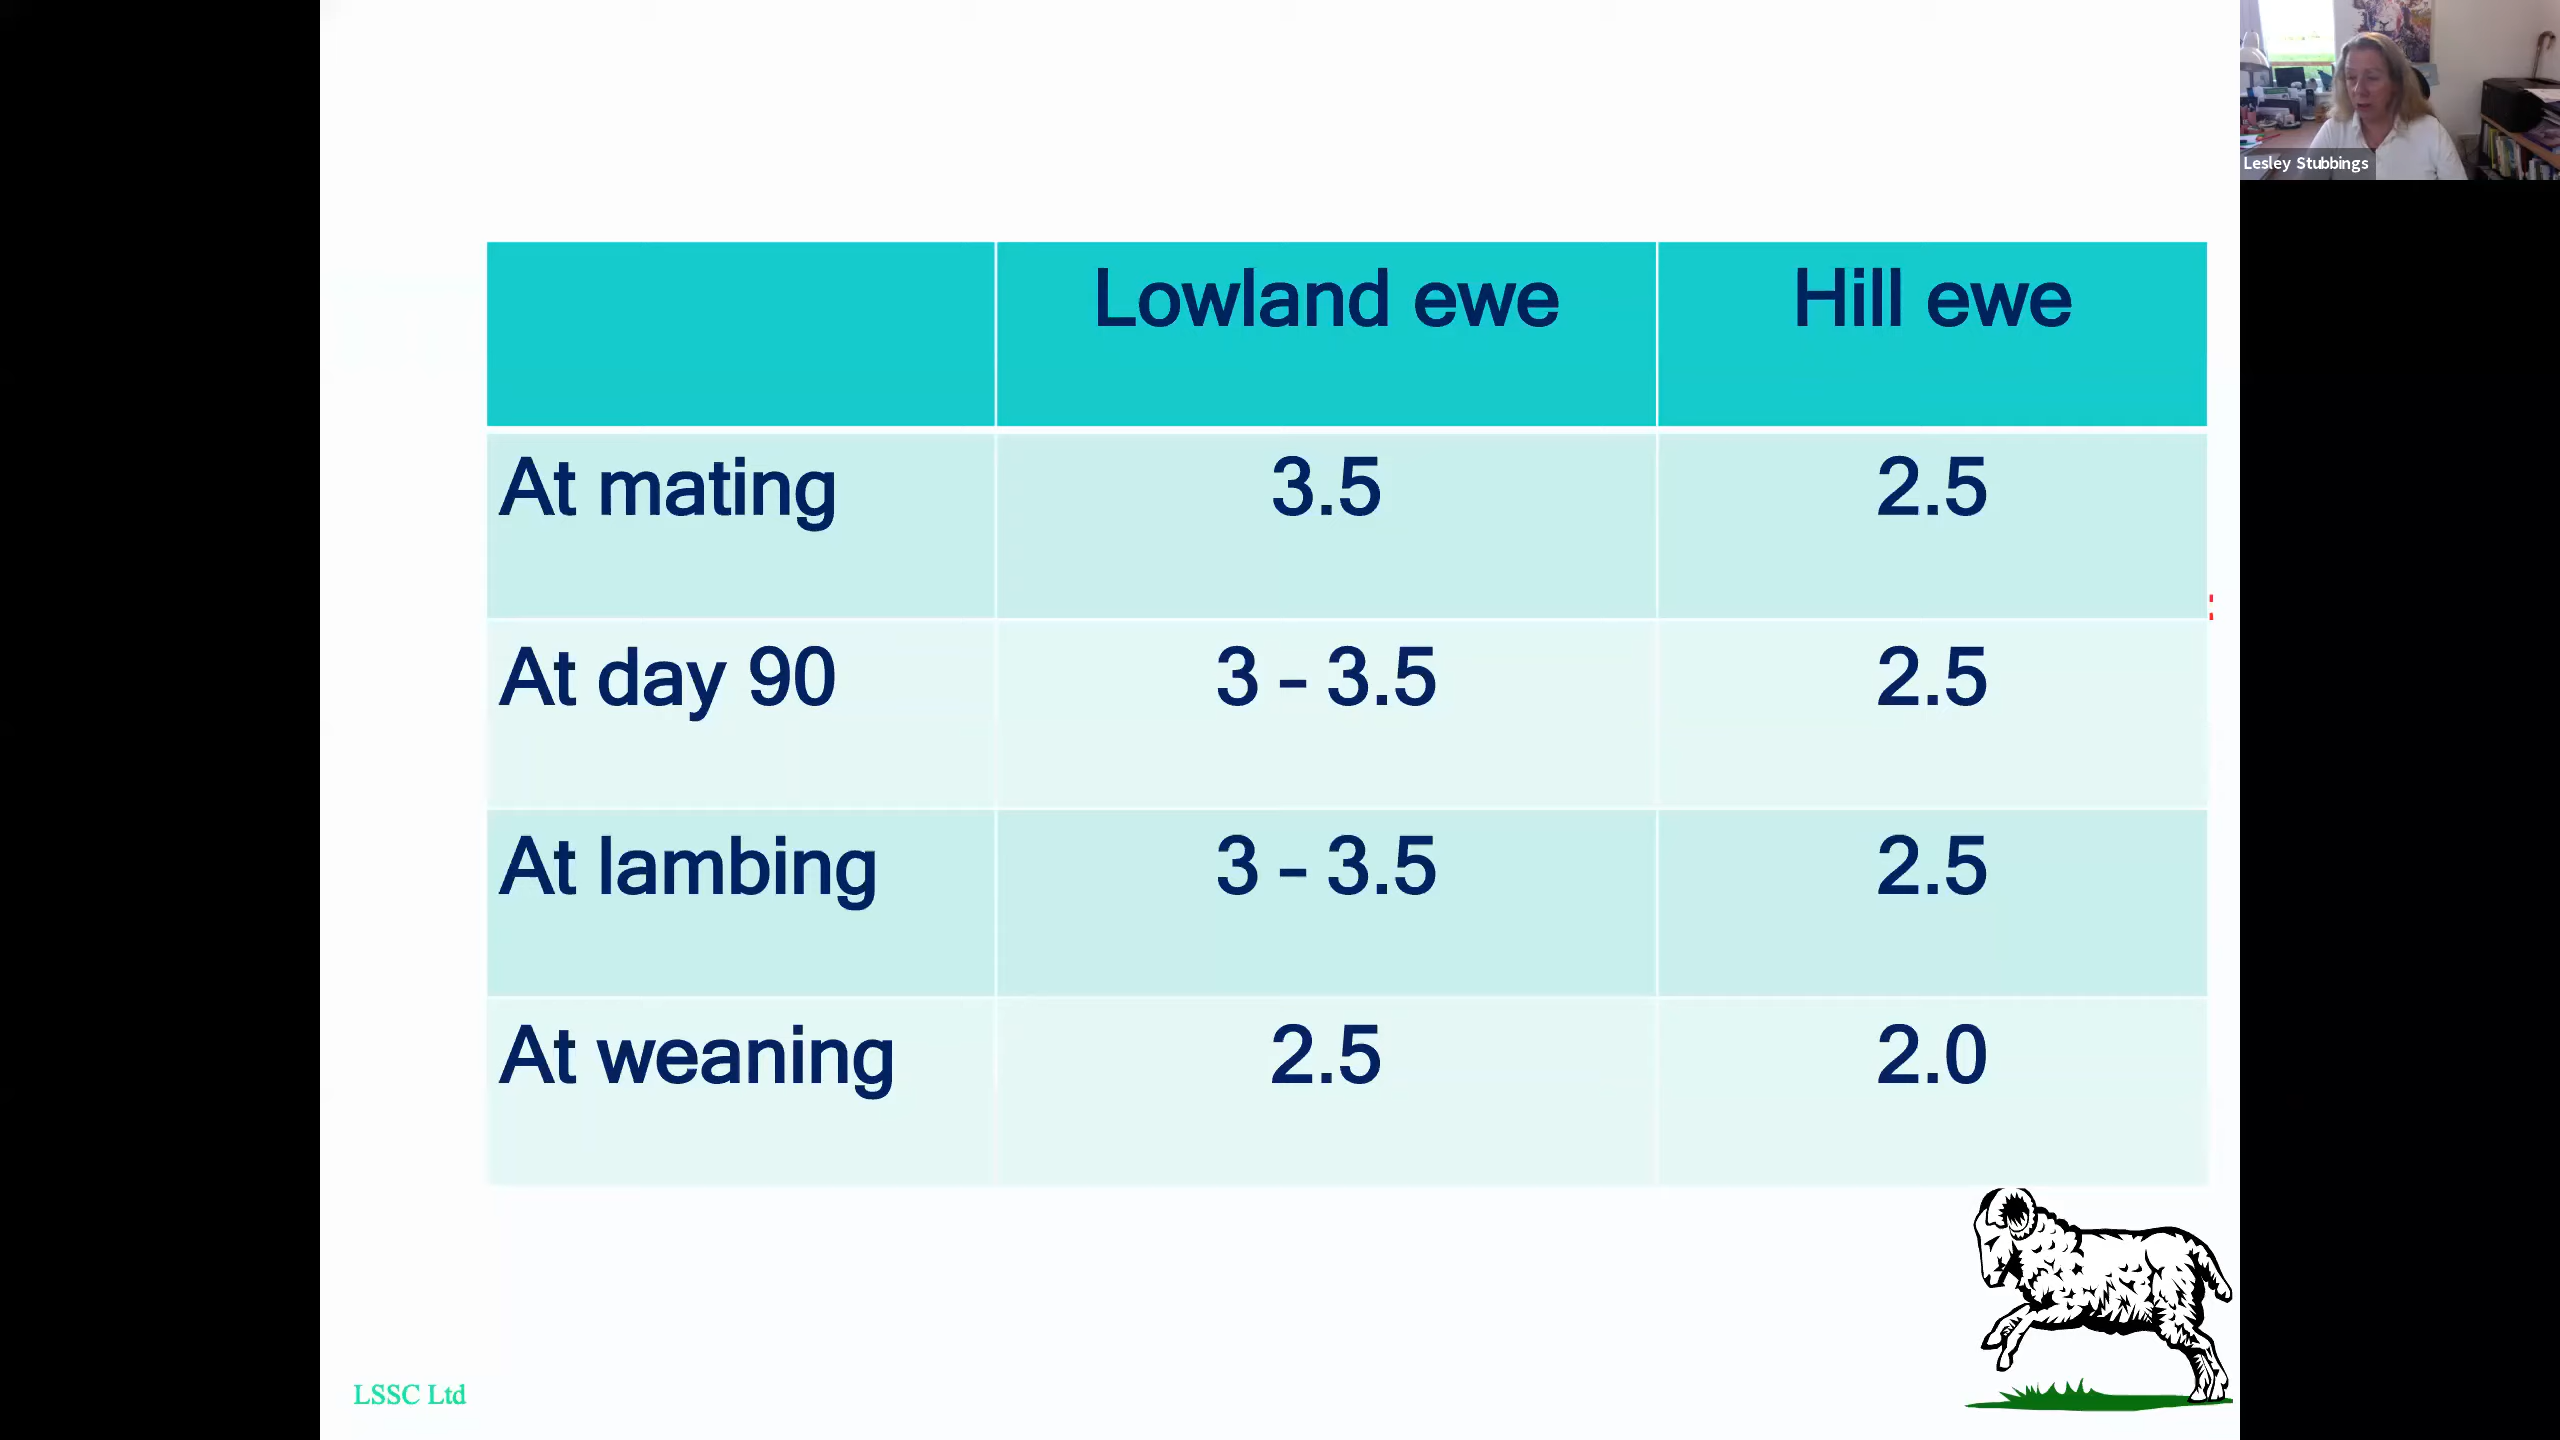 Lesley Stubbings
Lowland ewe Hill ewe
At mating 3.5 2.5
At day 90 3 - 3.5 2.5
At lambing 3 - 3.5 2.5
At weaning 2.5 2.0
LSSC Ltd